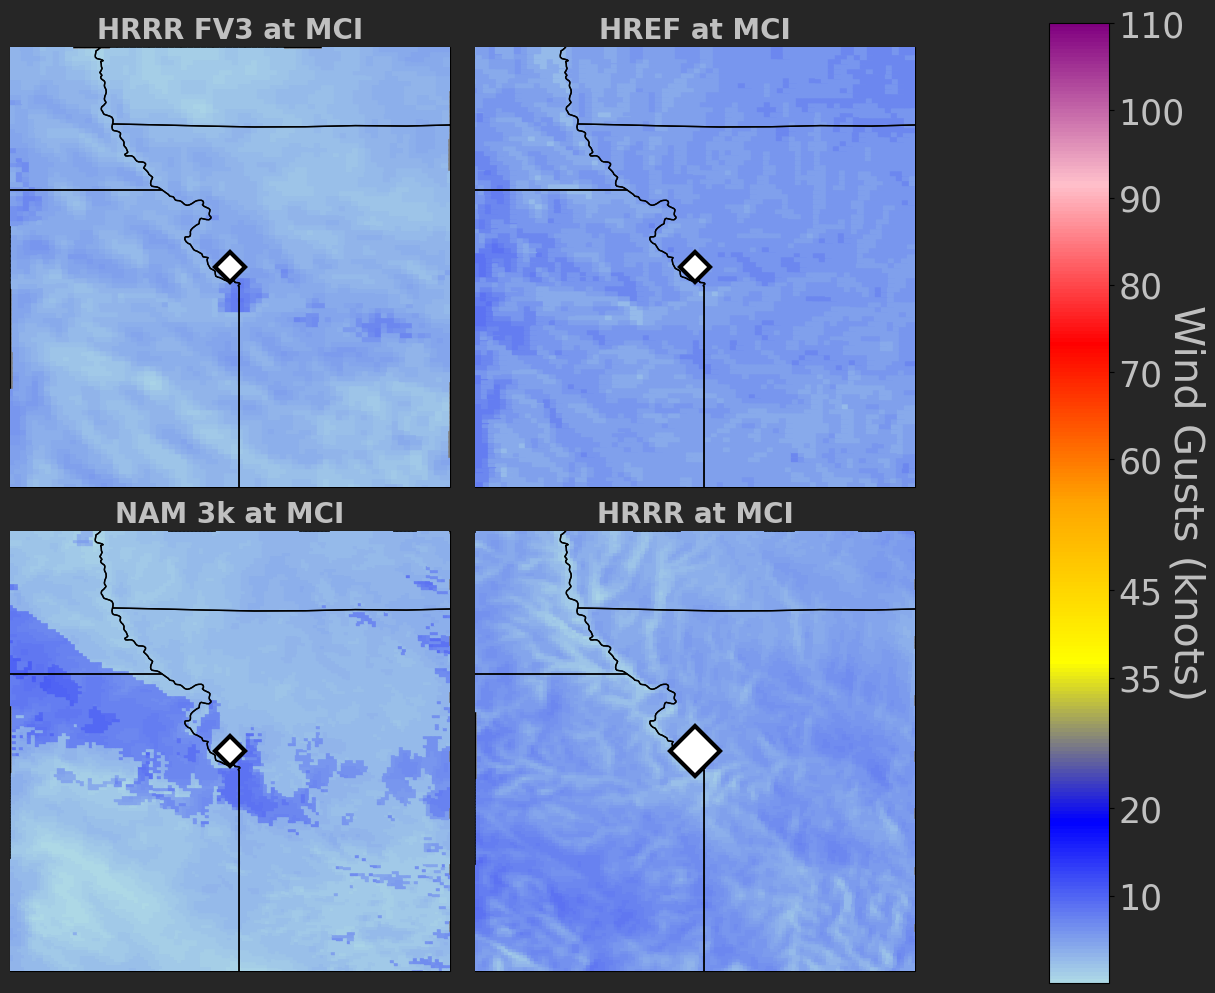 HRRR FV3 at MCI
HREF at MCI
NAM 3k at MCI
HRRR at MCI
110
100
90
80
70
60
45
35
20
10
Wind Gusts (knots)